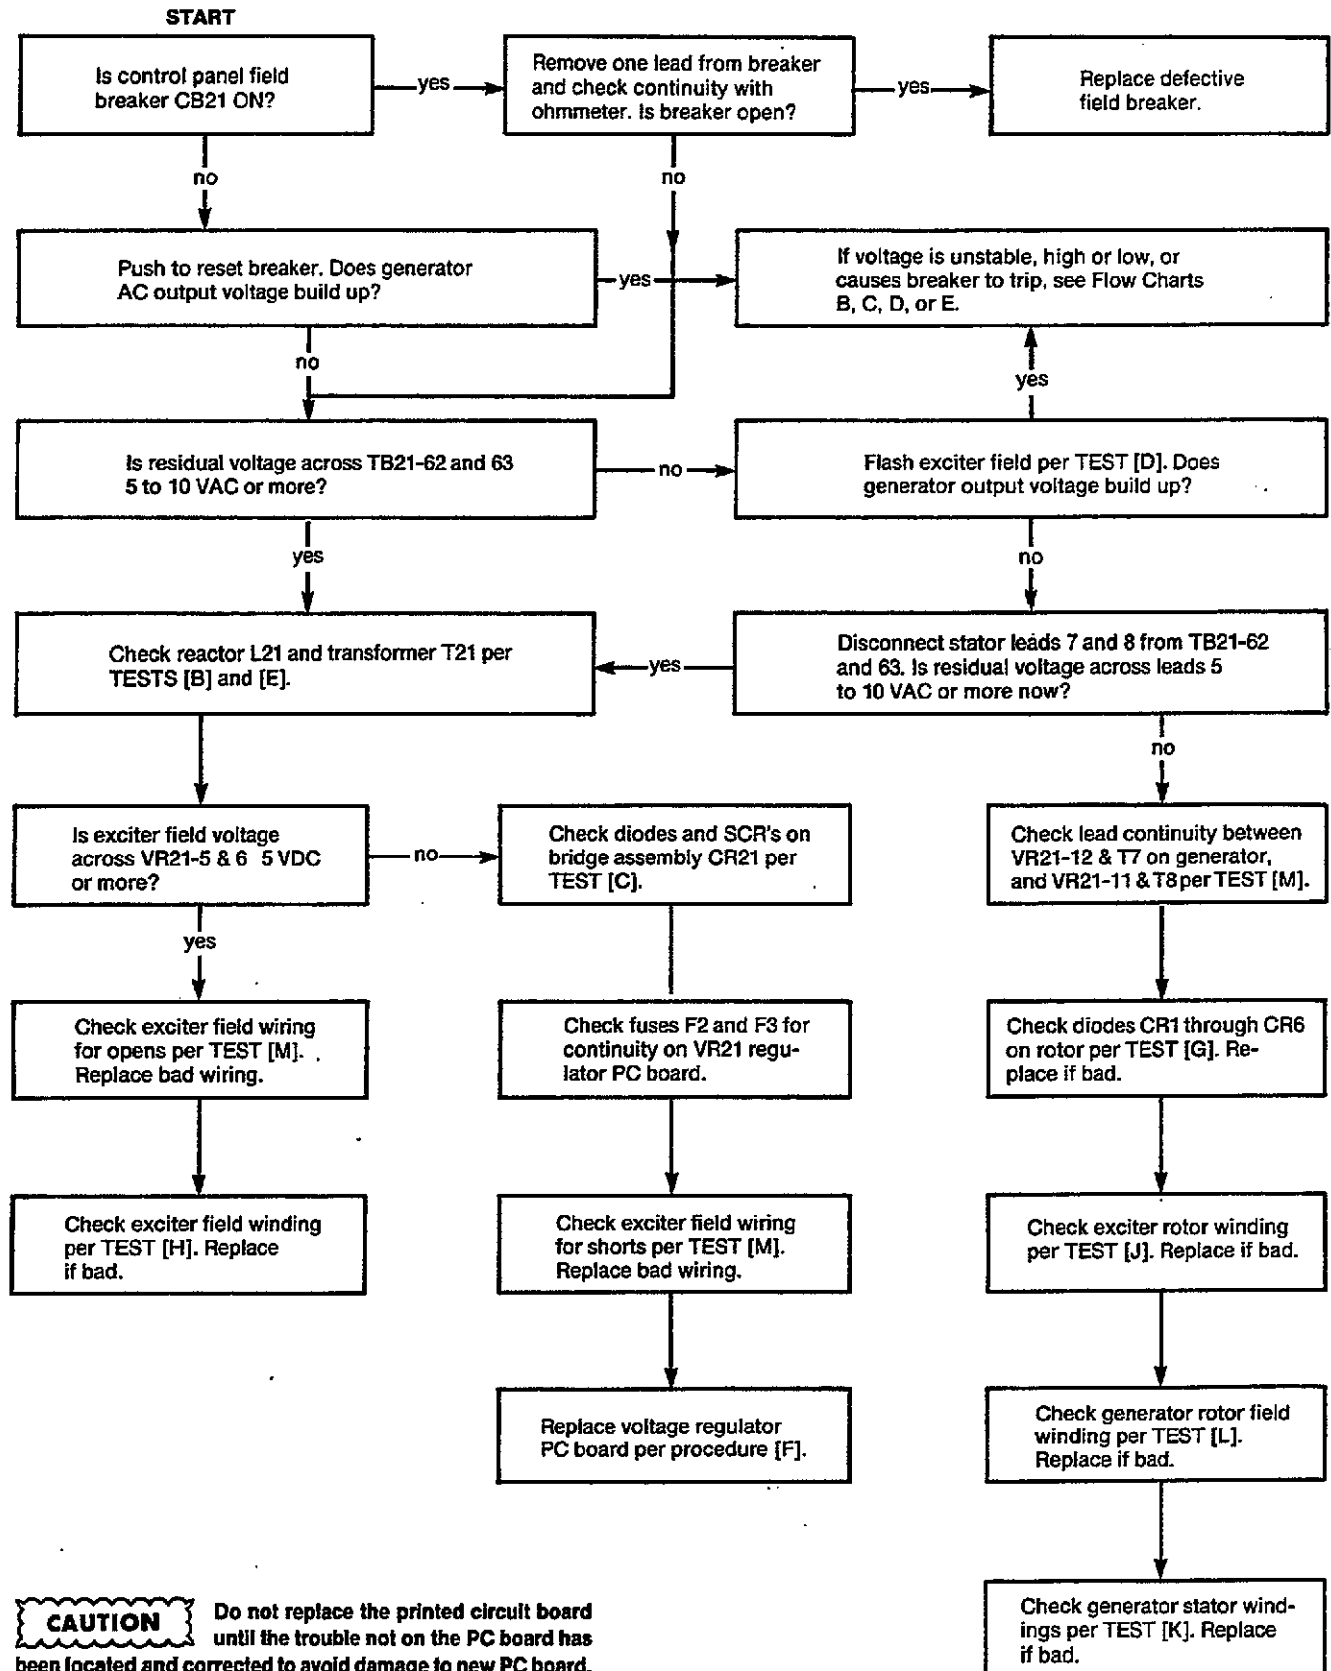 START
Is control panel field
breaker CB21 ON?
yes
Remove one lead from breaker
and check continuity with
ohmmeter. Is breaker open?
yes
Replace defective
field breaker.
no
no
Push to reset breaker. Does generator
AC output voltage build up?
yes
If voltage is unstable, high or low, or
causes breaker to trip, see Flow Charts
B, C, D, or E.
no
yes
Is residual voltage across TB21-62 and 63
5 to 10 VAC or more?
no
Flash exciter field per TEST [D]. Does
generator output voltage build up?
yes
no
Check reactor L21 and transformer T21 per
TESTS [B] and [E].
yes
Disconnect stator leads 7 and 8 from TB21-62
and 63. Is residual voltage across leads 5
to 10 VAC or more now?
no
Is exciter field voltage
across VR21-5 & 6 5 VDC
or more?
no
Check diodes and SCR's on
bridge assembly CR21 per
TEST [C].
Check lead continuity between
VR21-12 & T7 on generator,
and VR21-11 & T8 per TEST [M].
yes
Check exciter field wiring
for opens per TEST [M].
Replace bad wiring.
Check fuses F2 and F3 for
continuity on VR21 regu-
lator PC board.
Check diodes CR1 through CR6
on rotor per TEST [G]. Re-
place if bad.
Check exciter field winding
per TEST [H]. Replace
if bad.
Check exciter field wiring
for shorts per TEST [M].
Replace bad wiring.
Check exciter rotor winding
per TEST [J]. Replace if bad.
Replace voltage regulator
PC board per procedure [F].
Check generator rotor field
winding per TEST [L].
Replace if bad.
Check generator stator wind-
ings per TEST [K]. Replace
if bad.
CAUTION Do not replace the printed circuit board
until the trouble not on the PC board has
been located and corrected to avoid damage to new PC board.